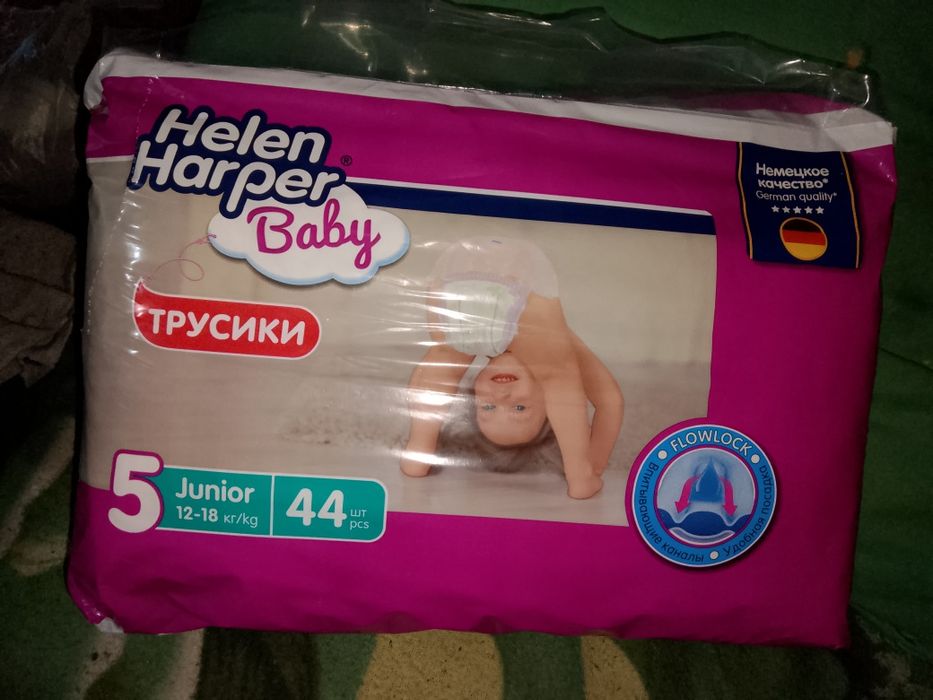 Helen
Harper®
Baby
ТРУСИКИ
Немецкое
качество*
German quality*
5
Junior
12-18 кг/kg
44 шт
pcs
FLOWLOCK
Впитывающие каналы
Удобная посадка